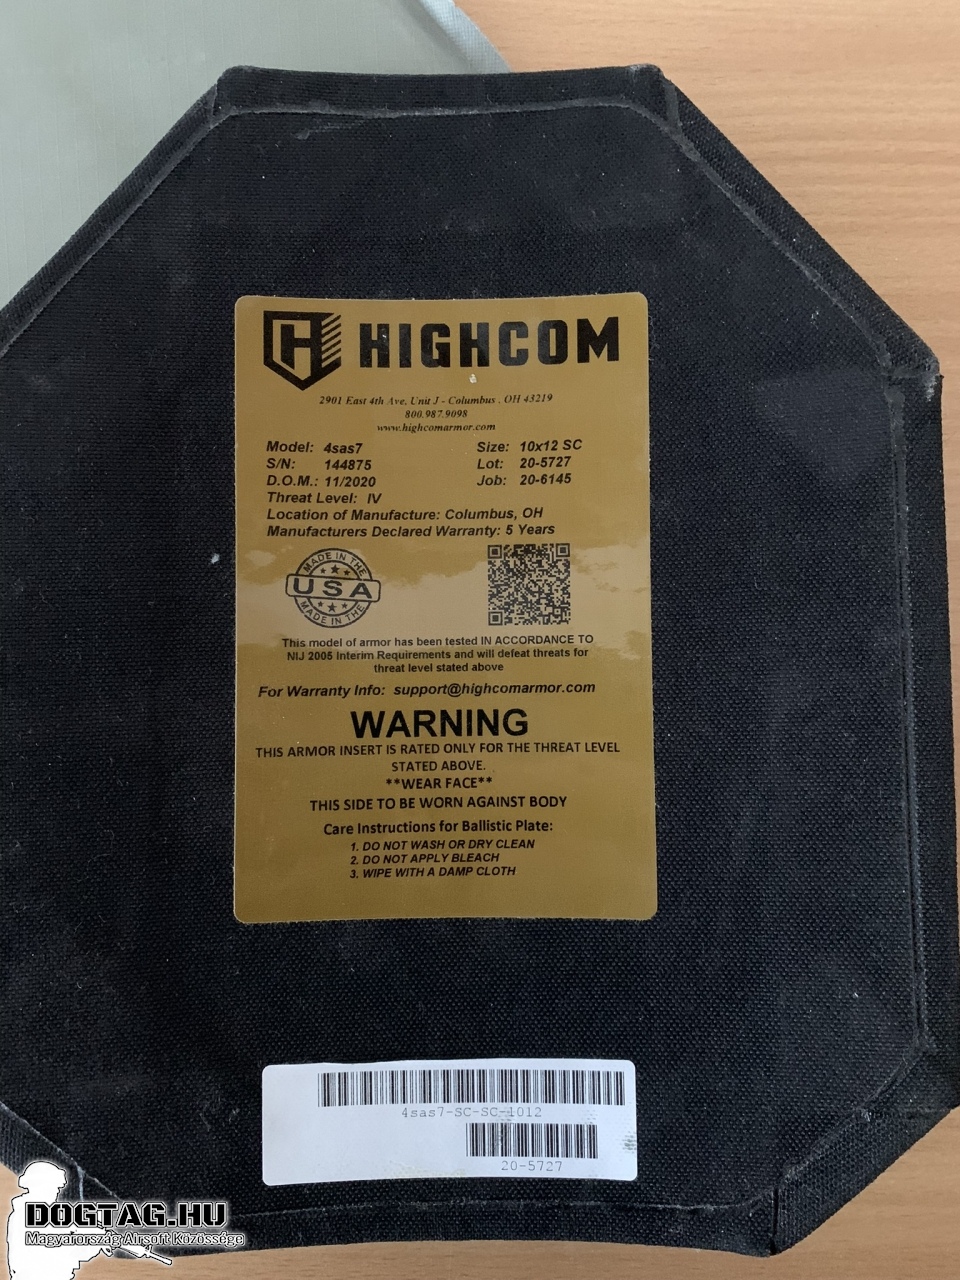 HIGHCOM
2901 East 4th Ave, Unit J - Columbus . OH 43219
800.987.9098
www.highcomarmor.com
Model: 4sas7 Size: 10x12 SC
S/N: 144875 Lot: 20-5727
D.O.M.: 11/2020 Job: 20-6145
Threat Level: IV
Location of Manufacture: Columbus, OH
Manufacturers Declared Warranty: 5 Years
MADE IN THE
USA
MADE IN THE
This model of armor has been tested IN ACCORDANCE TO
NIJ 2005 Interim Requirements and will defeat threats for
threat level stated above
For Warranty Info: support@highcomarmor.com
WARNING
THIS ARMOR INSERT IS RATED ONLY FOR THE THREAT LEVEL
STATED ABOVE.
**WEAR FACE**
THIS SIDE TO BE WORN AGAINST BODY
Care Instructions for Ballistic Plate:
1. DO NOT WASH OR DRY CLEAN
2. DO NOT APPLY BLEACH
3. WIPE WITH A DAMP CLOTH
4sas7-SC-SC-1012
20-5727
DOGTAG.HU
Magyarország Airsoft Közössége